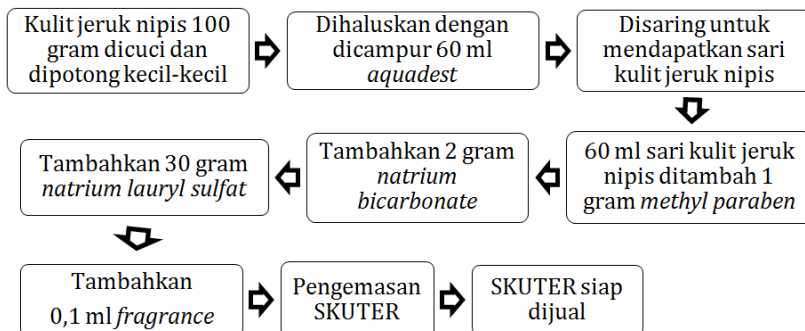 Kulit jeruk nipis 100
gram dicuci dan
dipotong kecil-kecil
Dihaluskan dengan
dicampur 60 ml
aquadest
Disaring untuk
mendapatkan sari
kulit jeruk nipis
60 ml sari kulit jeruk
nipis ditambah 1
gram methyl paraben
Tambahkan 2 gram
natrium
bicarbonate
Tambahkan 30 gram
natrium lauryl sulfat
Tambahkan
0,1 ml fragrance
Pengemasan
SKUTER
SKUTER siap
dijual